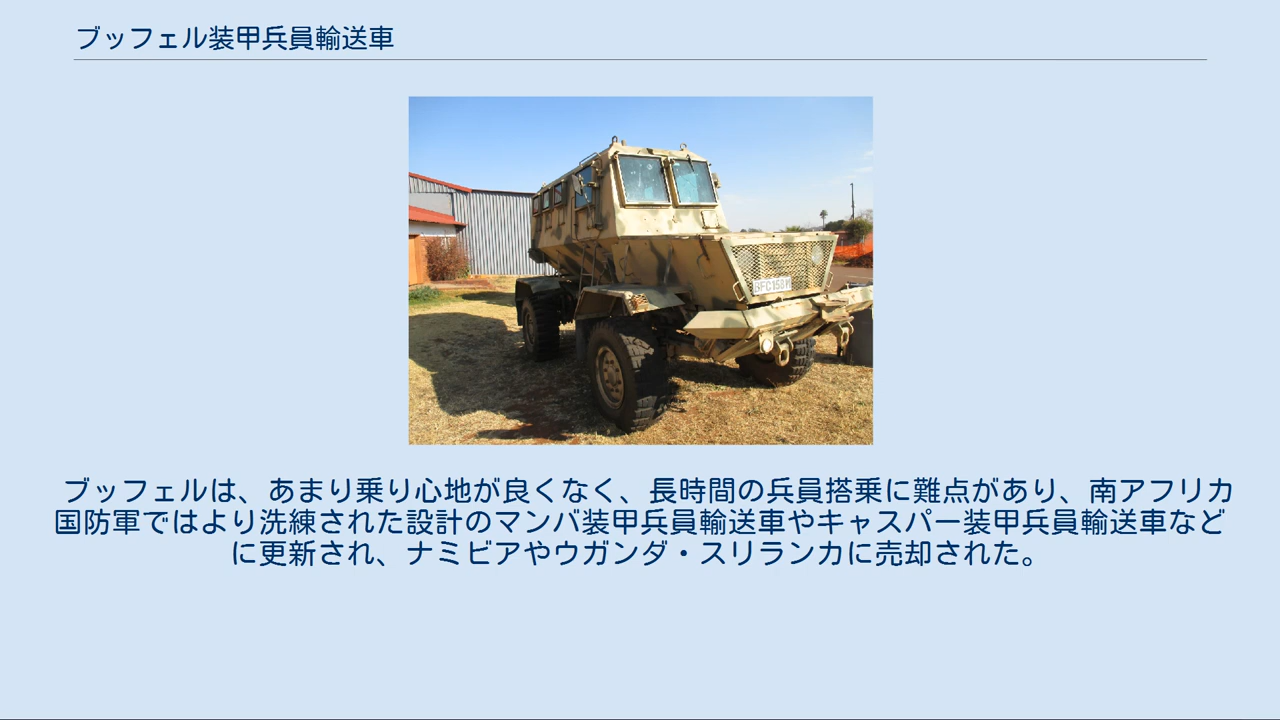 ブッフェル装甲兵員輸送車
BFC158M
ブッフェルは、あまり乗り心地が良くなく、長時間の兵員搭乗に難点があり、南アフリカ
国防軍ではより洗練された設計のマンバ装甲兵員輸送車やキャスパー装甲兵員輸送車など
に更新され、ナミビアやウガンダ・スリランカに売却された。